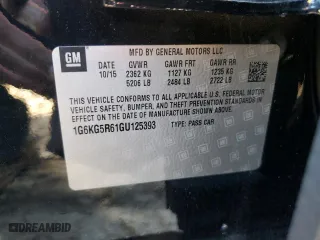 GM
MFD BY GENERAL MOTORS LLC
10/15 GVWR GAWR FRT GAWR RR
2362 KG 1127 KG 1235 KG
5206 LB 2484 LB 2722 LB
THIS VEHICLE CONFORMS TO ALL APPLICABLE U.S. FEDERAL MOTOR
VEHICLE SAFETY, BUMPER, AND THEFT PREVENTION STANDARDS IN
EFFECT ON THE DATE OF MANUFACTURE SHOWN ABOVE.
1G6KG5R61GU125393 TYPE: PASS CAR